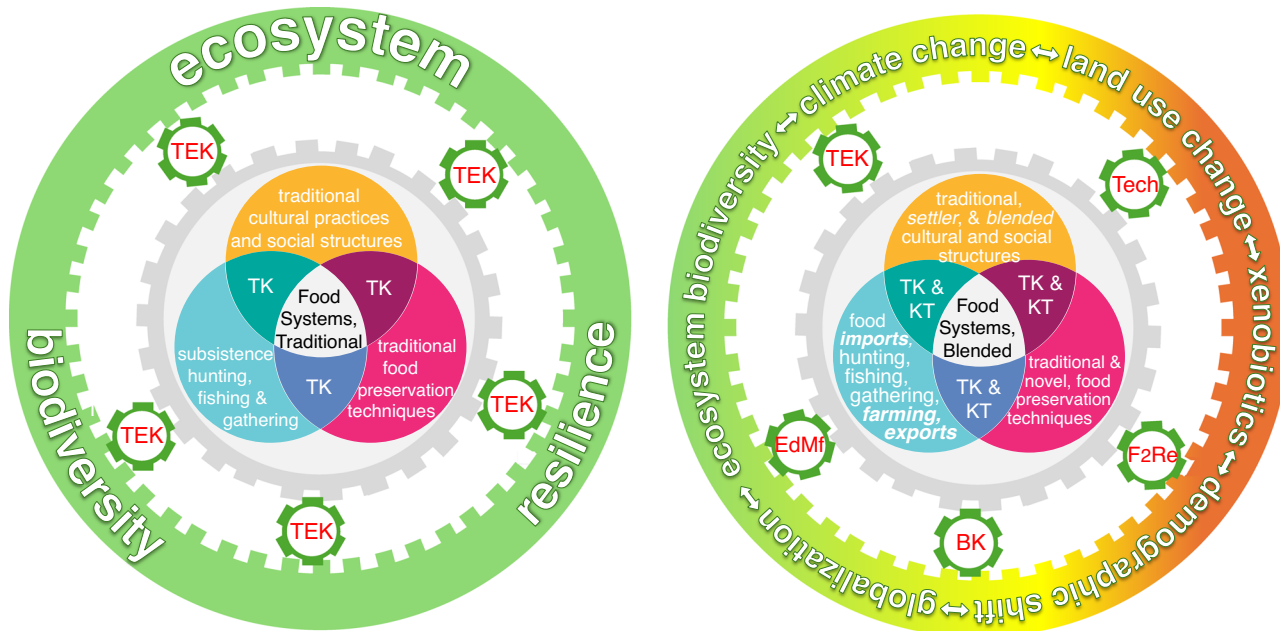 ecosystem
TEK
TEK
traditional
cultural practices
and social structures
TK
TK
Food
Systems,
Traditional
subsistence
hunting,
fishing &
gathering
traditional
food
preservation
techniques
TK
TEK
TEK
TEK
biodiversity
resilience
ecosystem biodiversity ↔ climate change ↔ land use change ↔ xenobiotics ↔ demographic shift ↔ globalization ↔
TEK
Tech
traditional,
settler, & blended
cultural and social
structures
TK &
KT
TK &
KT
Food
Systems,
Blended
food
imports,
hunting,
fishing,
gathering,
farming,
exports
traditional &
novel, food
preservation
techniques
TK &
KT
EdMf
F2Re
BK